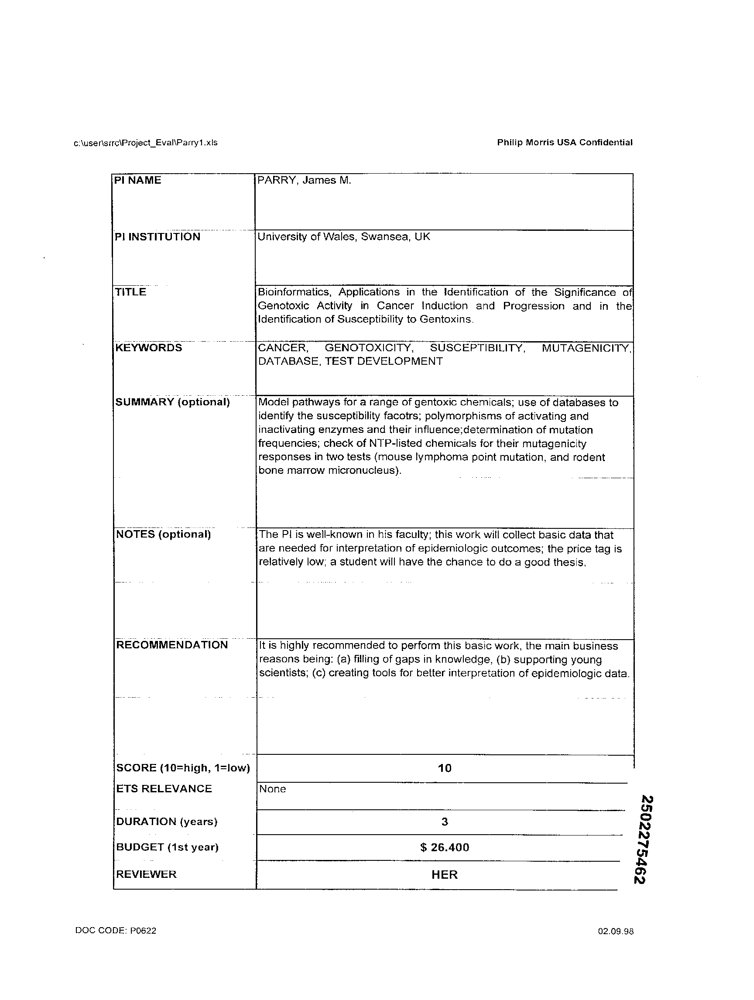 c:\user\srrc\Project_Eval\Parry1.xls
Philip Morris USA Confidential
PI NAME
PARRY, James M.
PI INSTITUTION
University of Wales, Swansea, UK
TITLE
Bioinformatics, Applications in the Identification of the Significance of
Genotoxic Activity in Cancer Induction and Progression and in the
Identification of Susceptibility to Gentoxins.
KEYWORDS
CANCER, GENOTOXICITY, SUSCEPTIBILITY, MUTAGENICITY,
DATABASE, TEST DEVELOPMENT
SUMMARY (optional)
Model pathways for a range of gentoxic chemicals; use of databases to
identify the susceptibility facotrs; polymorphisms of activating and
inactivating enzymes and their influence;determination of mutation
frequencies; check of NTP-listed chemicals for their mutagenicity
responses in two tests (mouse lymphoma point mutation, and rodent
bone marrow micronucleus).
NOTES (optional)
The PI is well-known in his faculty; this work will collect basic data that
are needed for interpretation of epidemiologic outcomes; the price tag is
relatively low; a student will have the chance to do a good thesis.
RECOMMENDATION
It is highly recommended to perform this basic work, the main business
reasons being: (a) filling of gaps in knowledge, (b) supporting young
scientists; (c) creating tools for better interpretation of epidemiologic data.
SCORE (10=high, 1=low)
10
ETS RELEVANCE
None
DURATION (years)
3
BUDGET (1st year)
$ 26.400
REVIEWER
HER
2502275462
DOC CODE: P0622
02.09.98